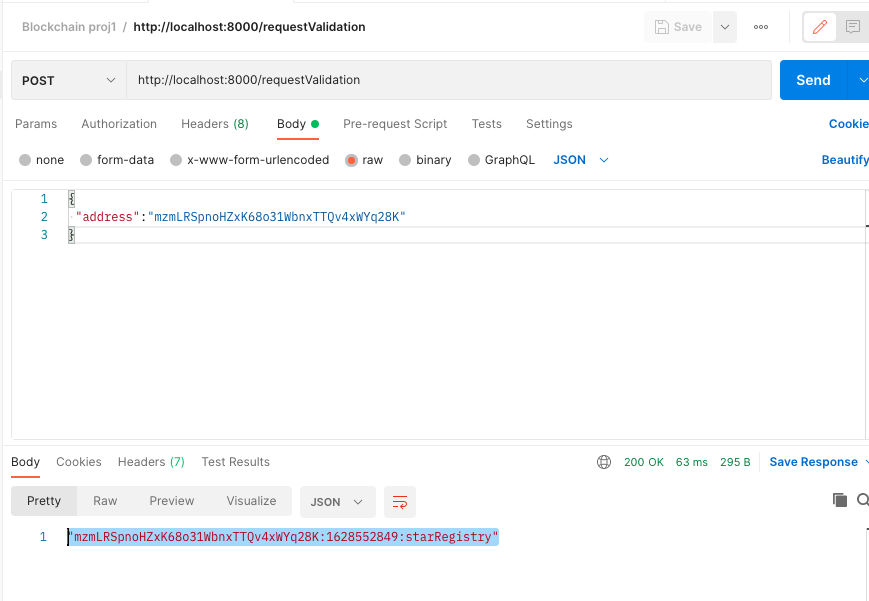 Blockchain proj1 / http://localhost:8000/requestValidation
Save
POST
http://localhost:8000/requestValidation
Send
Params Authorization Headers (8) Body Pre-request Script Tests Settings Cookie
none form-data x-www-form-urlencoded raw binary GraphQL JSON Beautify
1 {
2 "address":"mzmLRSpnoHZxK68o31WbnxTTQv4xWYq28K"
3 }
Body Cookies Headers (7) Test Results 200 OK 63 ms 295 B Save Response
Pretty Raw Preview Visualize JSON
1 "mzmLRSpnoHZxK68o31WbnxTTQv4xWYq28K:1628552849:starRegistry"